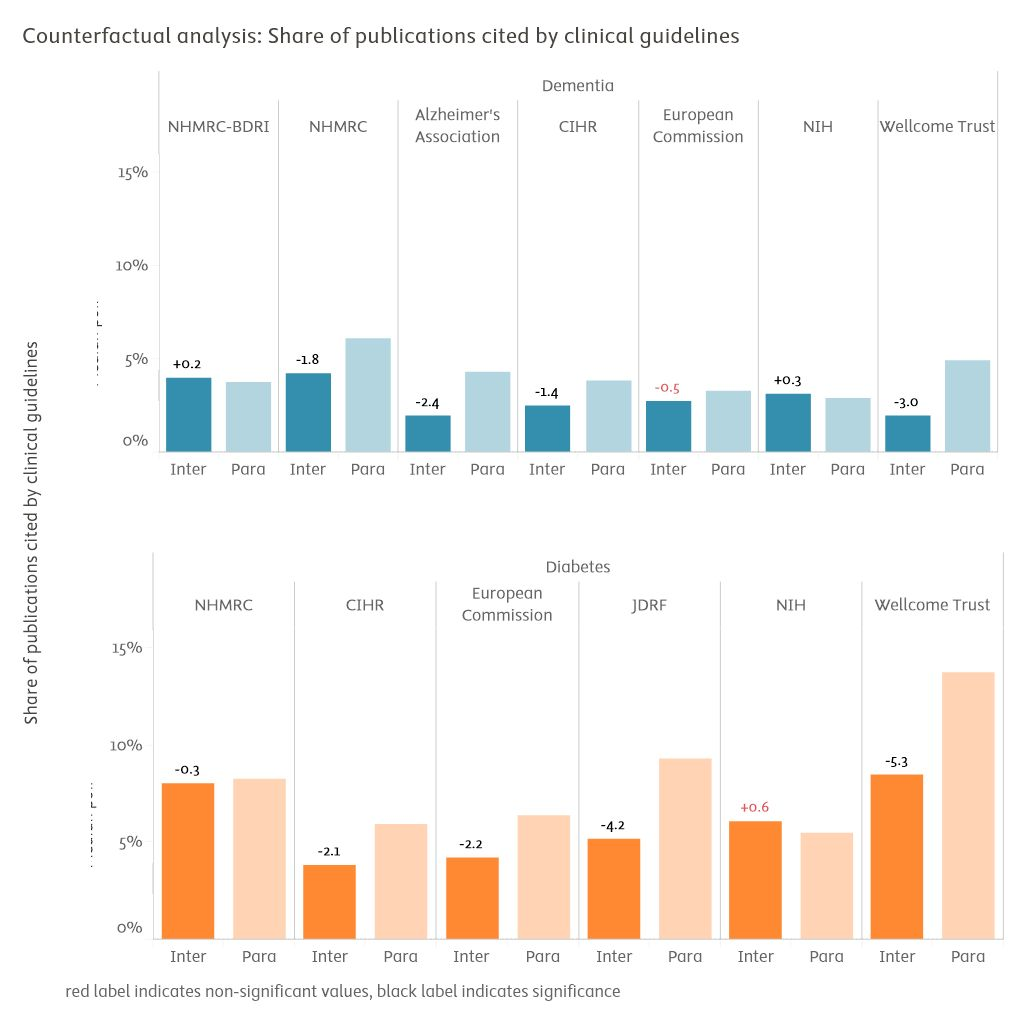 Counterfactual analysis: Share of publications cited by clinical guidelines
Share of publications cited by clinical guidelines
Dementia
NHMRC-BDRI
NHMRC
Alzheimer's
Association
CIHR
European
Commission
NIH
Wellcome Trust
15%
10%
5%
0%
+0.2
-1.8
-2.4
-1.4
-0.5
+0.3
-3.0
Inter Para Inter Para Inter Para Inter Para Inter Para Inter Para Inter Para
Diabetes
NHMRC
CIHR
European
Commission
JDRF
NIH
Wellcome Trust
15%
10%
5%
0%
-0.3
-2.1
-2.2
-4.2
+0.6
-5.3
Inter Para Inter Para Inter Para Inter Para Inter Para Inter Para
red label indicates non-significant values, black label indicates significance